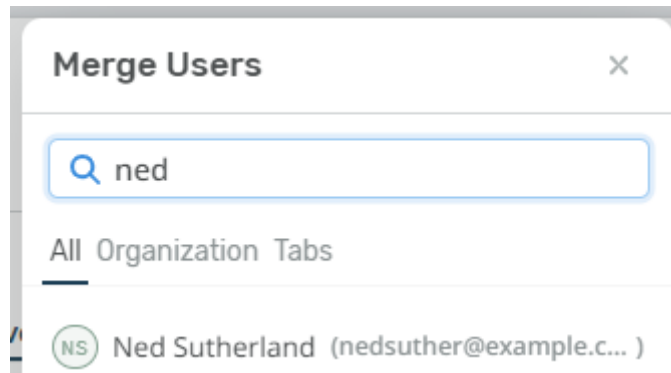 Merge Users
ned
All Organization Tabs
NS Ned Sutherland (nedsuther@example.c... )